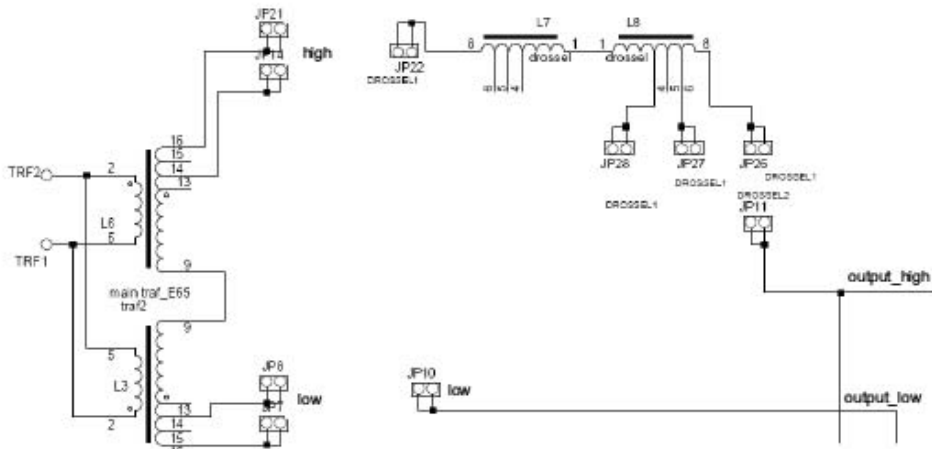 JP21
high
JP14
16
15
14
13
TRF2
2
L6
6
TRF1
9
main traf_E65
traf2
9
5
L3
2
13
14
15
JP8
low
L7
L8
8
1
1
8
drossel
drossel
JP22
DROSSEL1
JP28
DROSSEL1
JP27
DROSSEL1
JP26
DROSSEL1
DROSSEL2
JP11
output_high
JP10
low
output_low